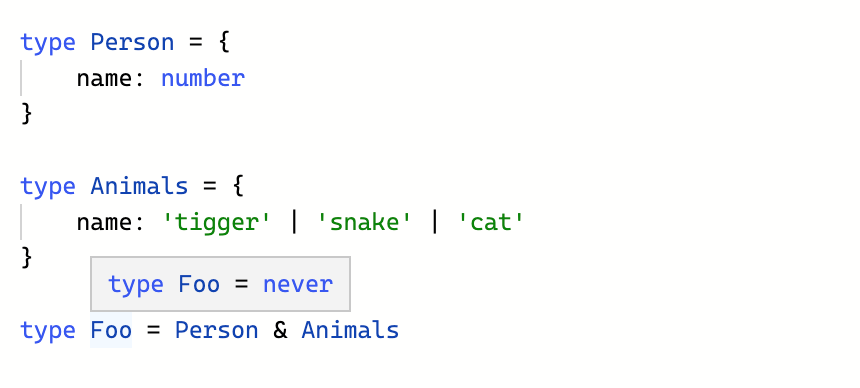 type Person = {
    name: number
}
type Animals = {
    name: 'tigger' | 'snake' | 'cat'
}
type Foo = never
type Foo = Person & Animals